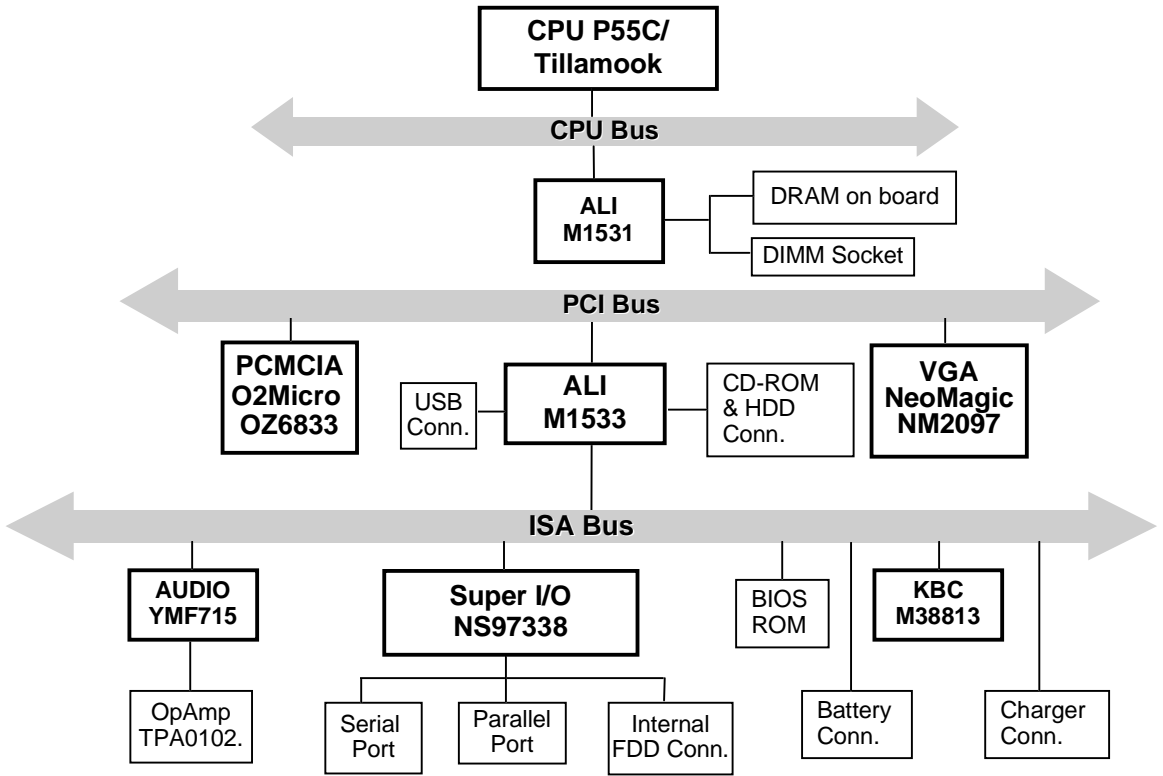 CPU P55C/
Tillamook
CPU Bus
ALI
M1531
DRAM on board
DIMM Socket
PCI Bus
PCMCIA
O2Micro
OZ6833
USB
Conn.
ALI
M1533
CD-ROM
& HDD
Conn.
VGA
NeoMagic
NM2097
ISA Bus
AUDIO
YMF715
Super I/O
NS97338
BIOS
ROM
KBC
M38813
OpAmp
TPA0102.
Serial
Port
Parallel
Port
Internal
FDD Conn.
Battery
Conn.
Charger
Conn.